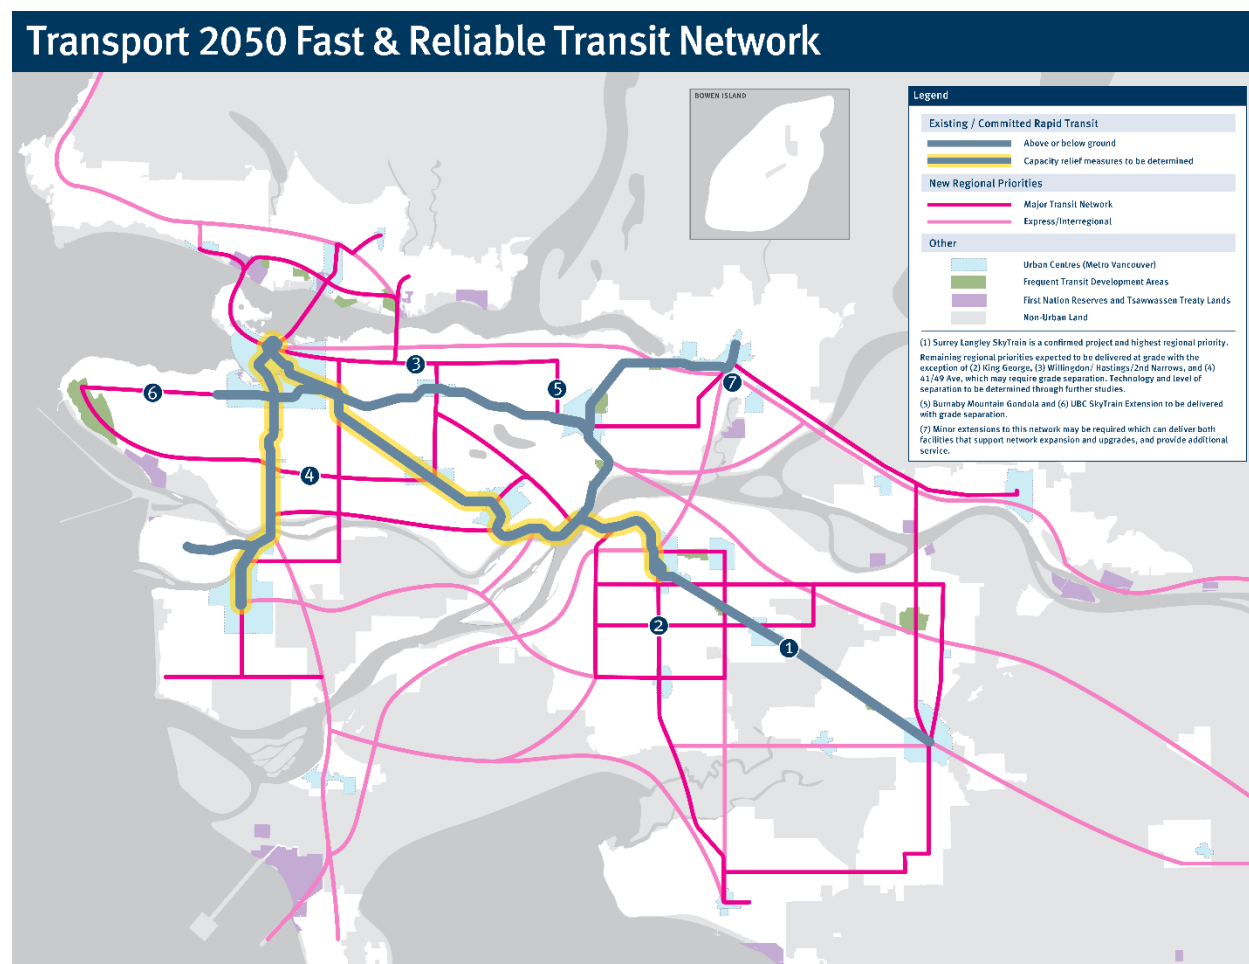 Transport 2050 Fast & Reliable Transit Network
BOWEN ISLAND
Legend
Existing / Committed Rapid Transit
Above or below ground
Capacity relief measures to be determined
New Regional Priorities
Major Transit Network
Express/Interregional
Other
Urban Centres (Metro Vancouver)
Frequent Transit Development Areas
First Nation Reserves and Tsawwassen Treaty Lands
Non-Urban Land
(1) Surrey Langley SkyTrain is a confirmed project and highest regional priority.
Remaining regional priorities expected to be delivered at grade with the
exception of (2) King George, (3) Willingdon/ Hastings/2nd Narrows, and (4)
41/49 Ave, which may require grade separation. Technology and level of
separation to be determined through further studies.
(5) Burnaby Mountain Gondola and (6) UBC SkyTrain Extension to be delivered
with grade separation.
(7) Minor extensions to this network may be required which can deliver both
facilities that support network expansion and upgrades, and provide additional
service.
3
7
5
6
4
2
1